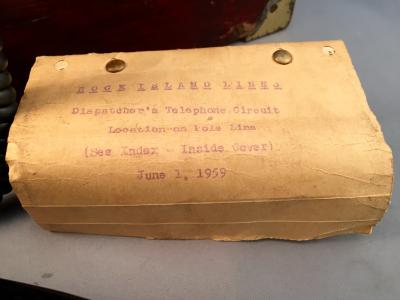 ROCK ISLAND LINES
Dispatcher's Telephone Circuit
Location on Pole Line
(See Index - Inside Cover)
June 1, 1959